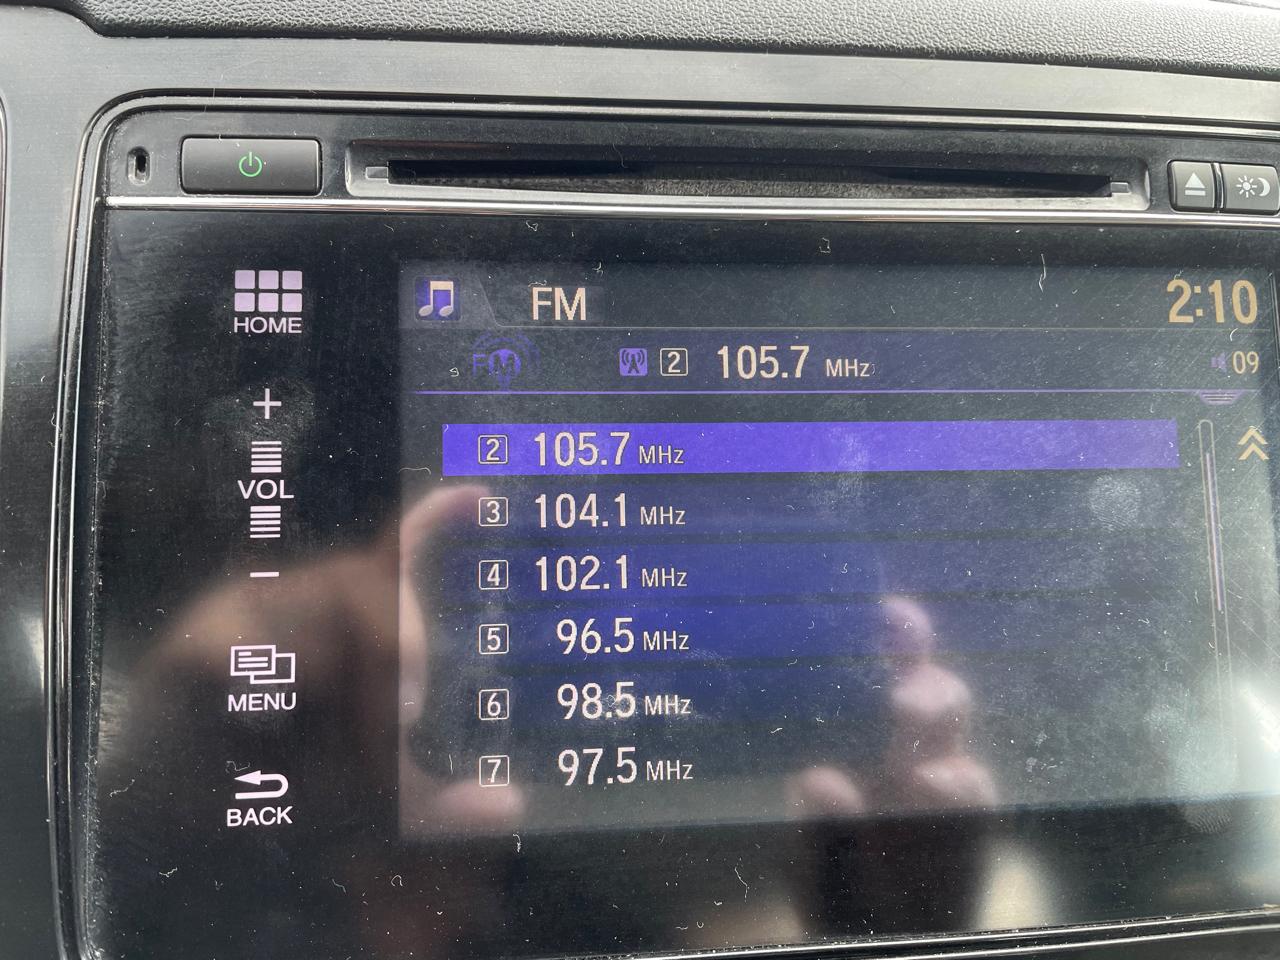 HOME
FM
2:10
FM
2 105.7 MHz
09
+
VOL
−
2 105.7 MHz
3 104.1 MHz
4 102.1 MHz
5 96.5 MHz
6 98.5 MHz
7 97.5 MHz
MENU
BACK